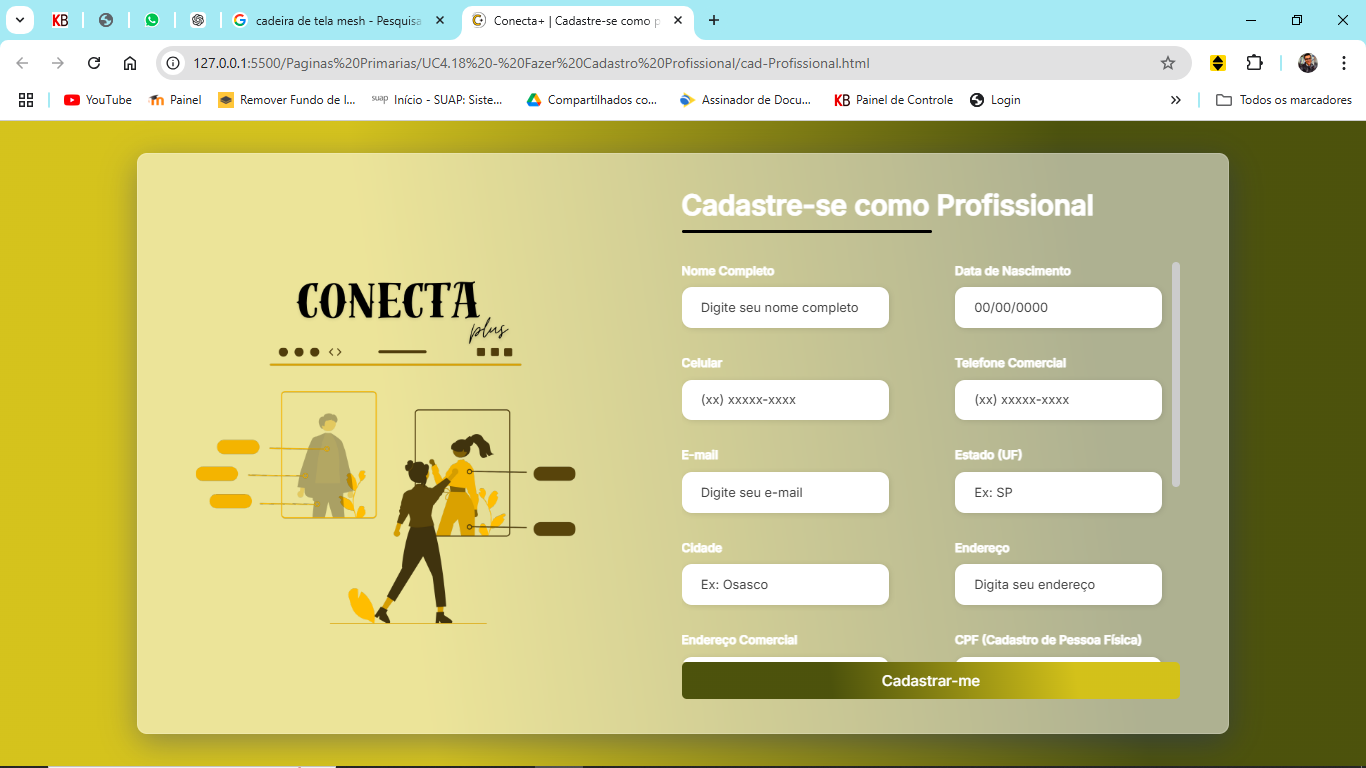 KB
cadeira de tela mesh - Pesquisa
Conecta+ | Cadastre-se como p
127.0.0.1:5500/Paginas%20Primarias/UC4.18%20-%20Fazer%20Cadastro%20Profissional/cad-Profissional.html
YouTube
Painel
Remover Fundo de I...
suap
Início - SUAP: Siste...
Compartilhados co...
Assinador de Docu...
KB
Painel de Controle
Login
Todos os marcadores
Cadastre-se como Profissional
CONECTA
plus
Nome Completo
Data de Nascimento
Digite seu nome completo
00/00/0000
Celular
Telefone Comercial
(xx) xxxxx-xxxx
(xx) xxxxx-xxxx
E-mail
Estado (UF)
Digite seu e-mail
Ex: SP
Cidade
Endereço
Ex: Osasco
Digita seu endereço
Endereço Comercial
CPF (Cadastro de Pessoa Física)
Cadastrar-me